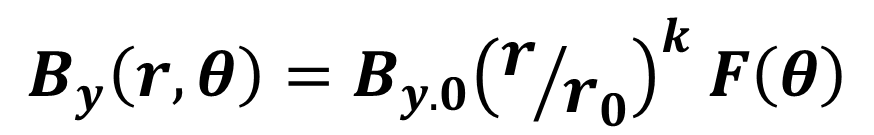 B_y(r, θ) = B_{y.0}(r/r_0)^k F(θ)